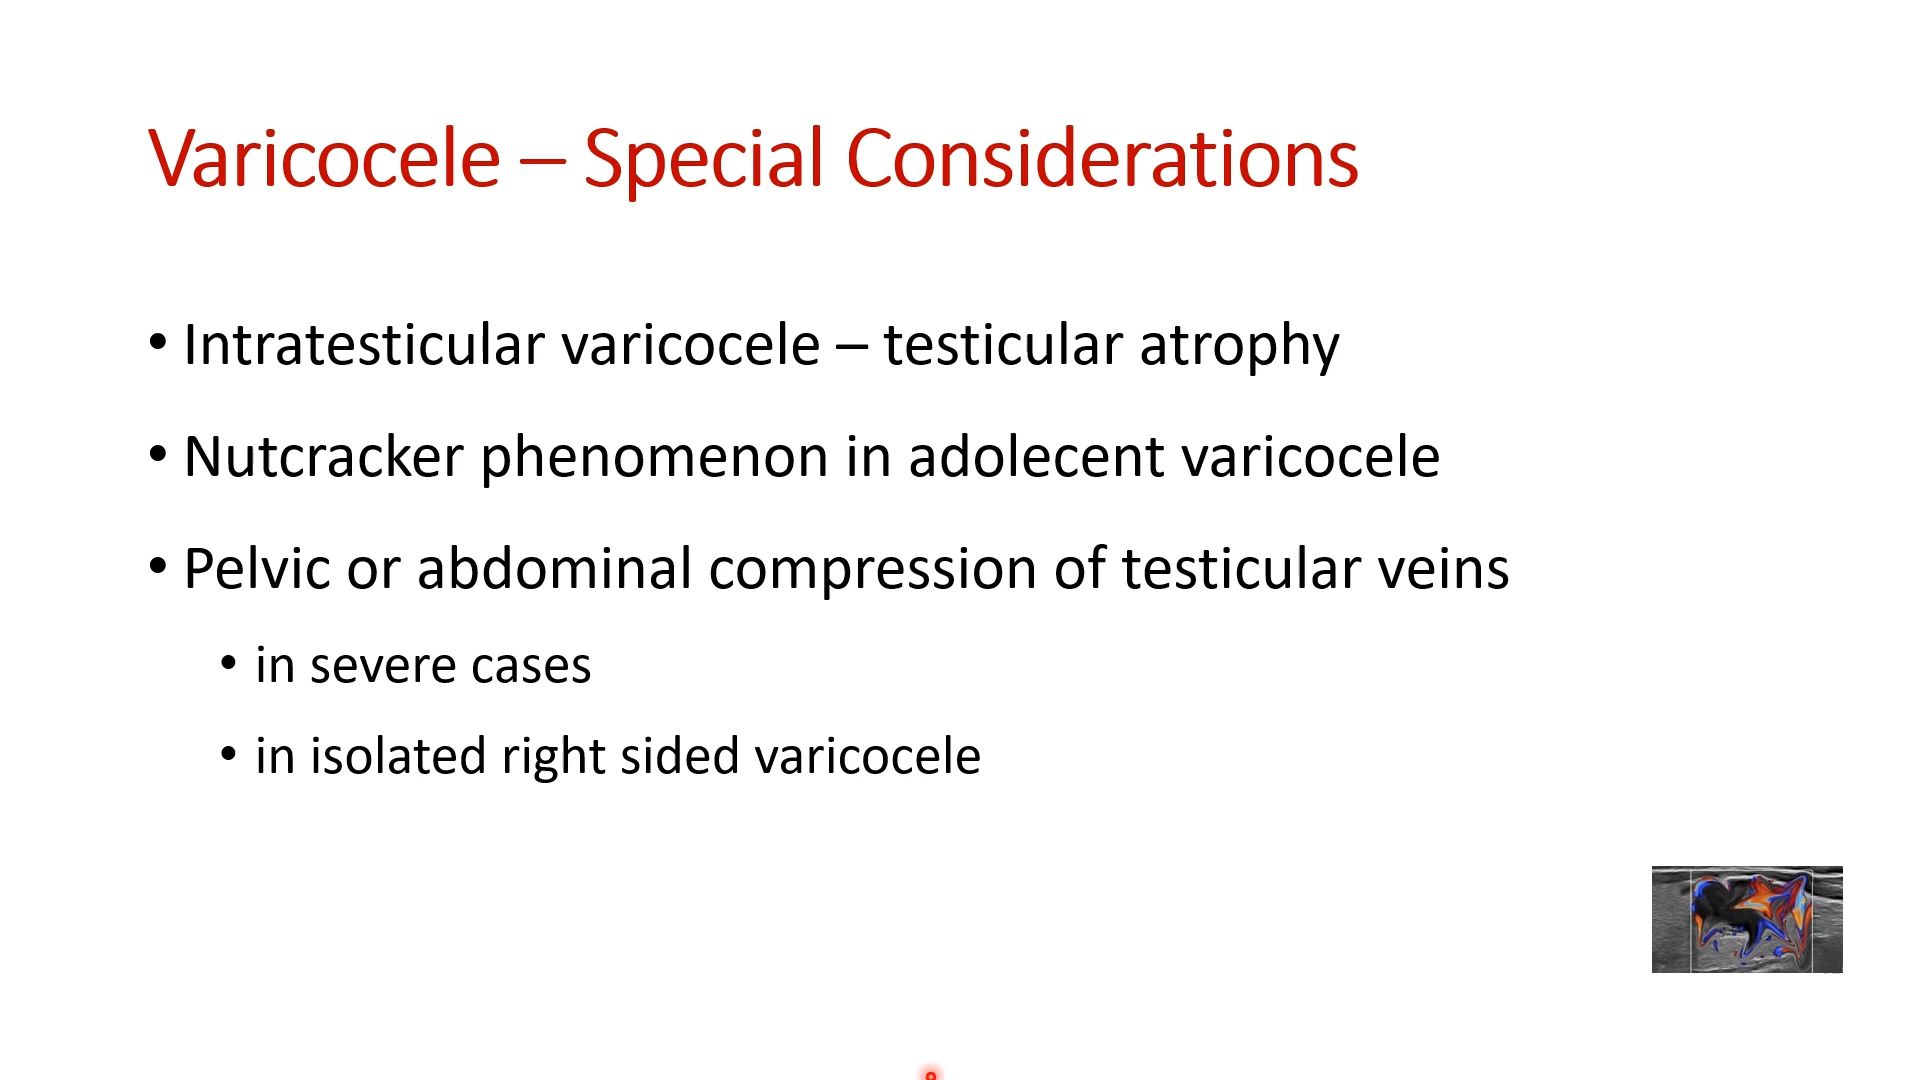 Varicocele – Special Considerations
• Intratesticular varicocele – testicular atrophy
• Nutcracker phenomenon in adolecent varicocele
• Pelvic or abdominal compression of testicular veins
• in severe cases
• in isolated right sided varicocele